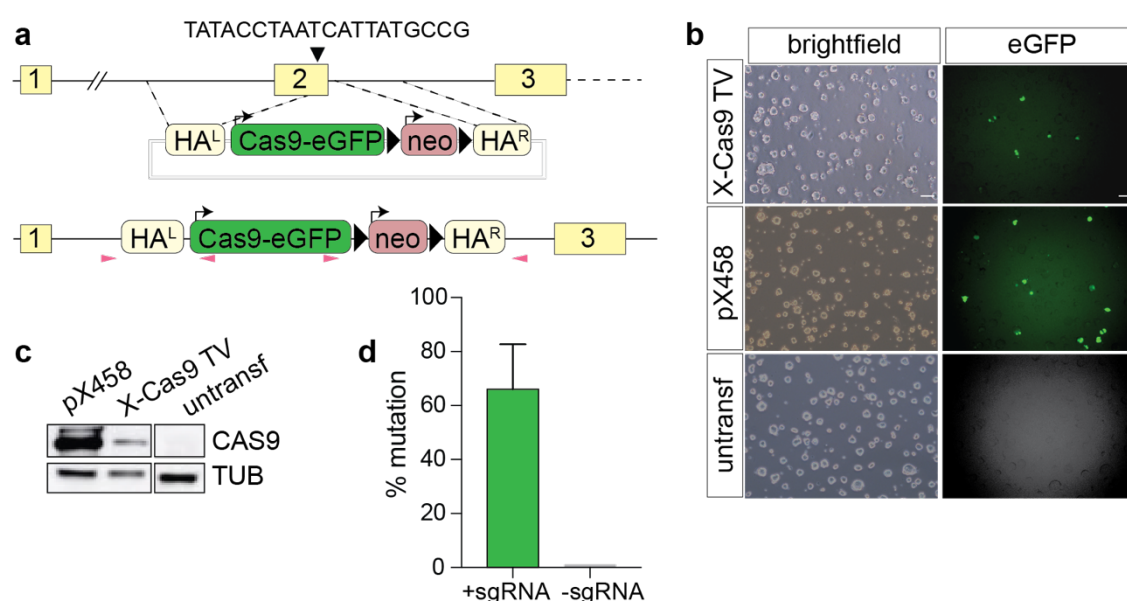 a
TATACCTAATCATTATGCCG
1 2 3
HAL Cas9-eGFP neo HAR
1 HAL Cas9-eGFP neo HAR 3
b
brightfield eGFP
X-Cas9 TV
pX458
untransf
c
pX458 X-Cas9 TV untransf
CAS9
TUB
d
% mutation
100
80
60
40
20
0
+sgRNA -sgRNA